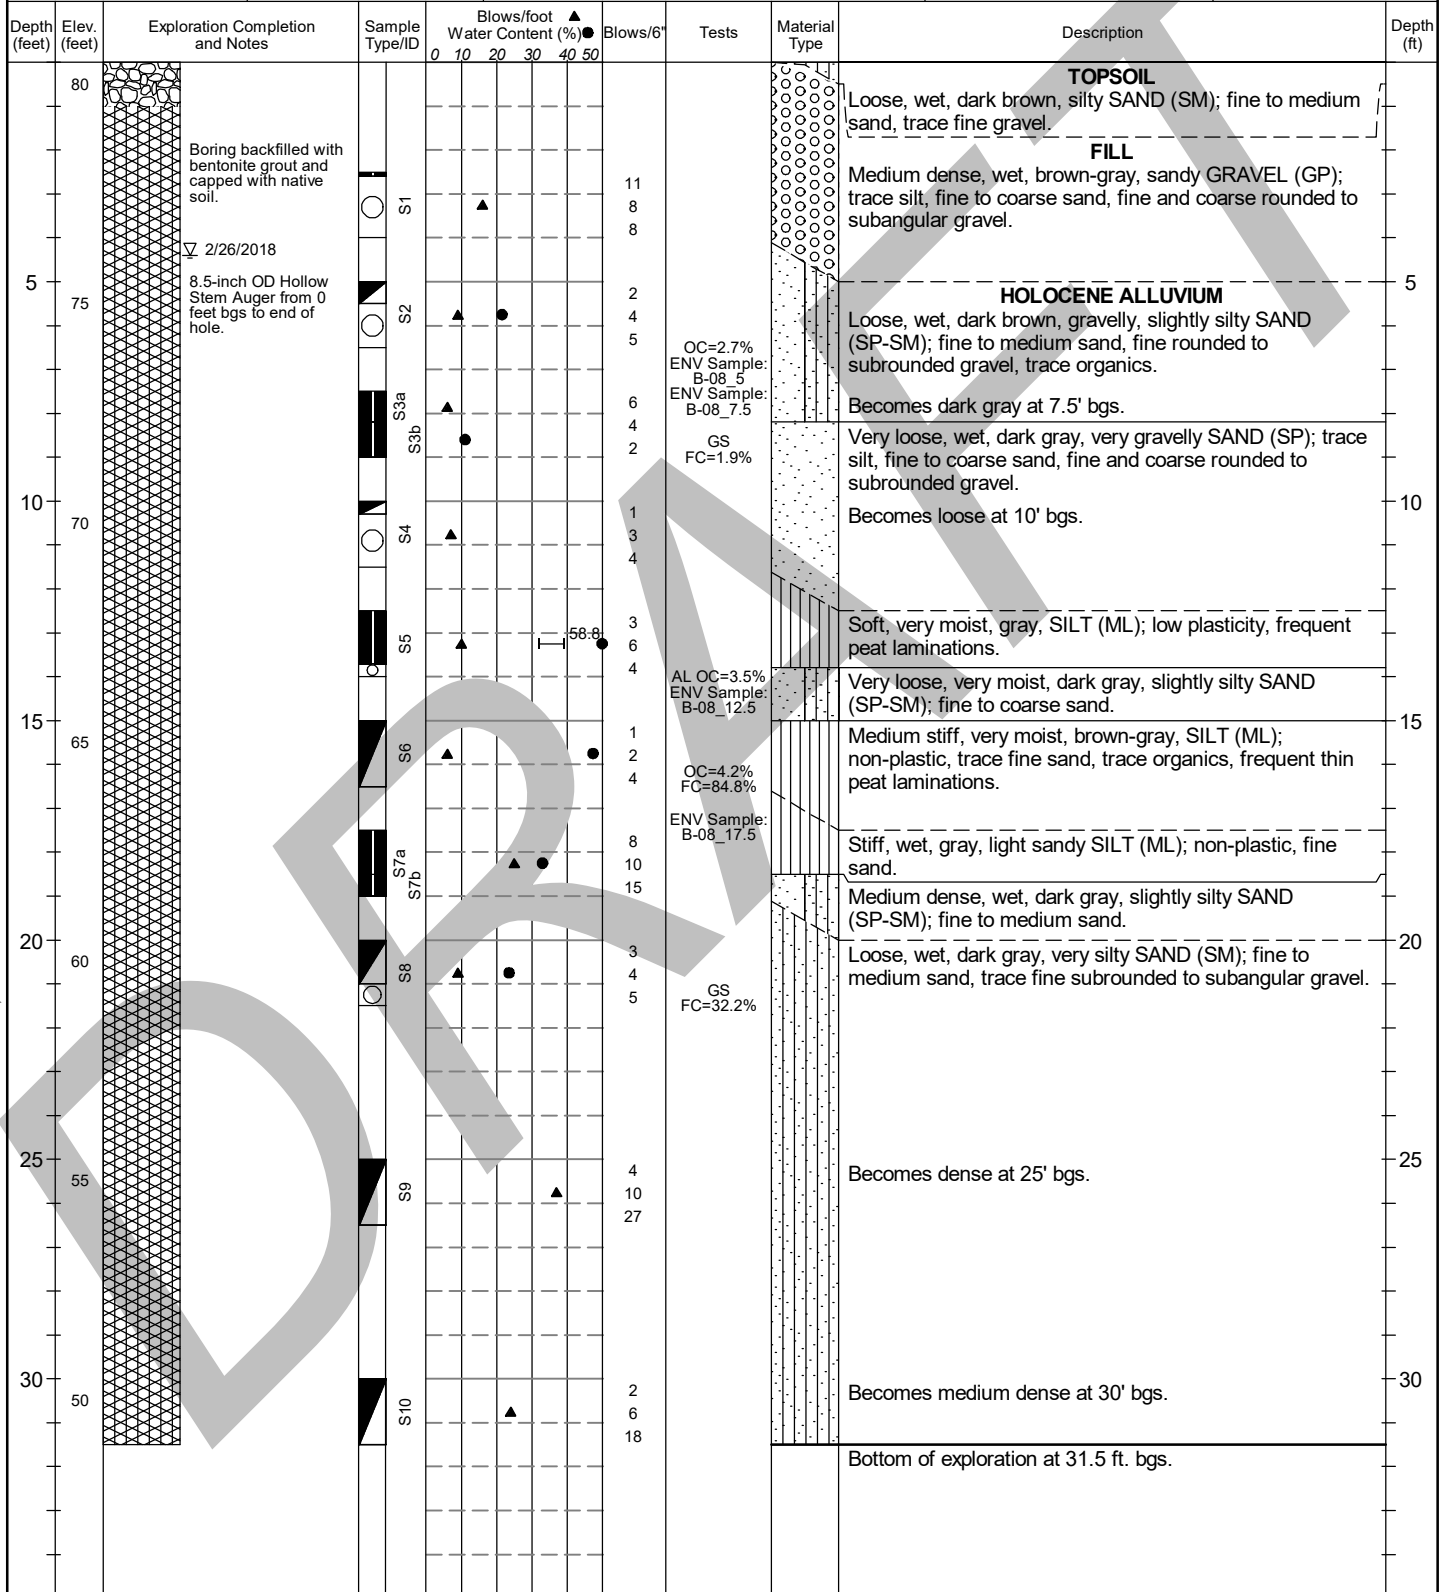 Depth (feet)
Elev. (feet)
Exploration Completion and Notes
Sample Type/ID
Blows/foot ▲
Water Content (%) ●
0 10 20 30 40 50
Blows/6"
Tests
Material Type
Description
Depth (ft)
80
TOPSOIL
Loose, wet, dark brown, silty SAND (SM); fine to medium
sand, trace fine gravel.
Boring backfilled with
bentonite grout and
capped with native
soil.
FILL
Medium dense, wet, brown-gray, sandy GRAVEL (GP);
trace silt, fine to coarse sand, fine and coarse rounded to
subangular gravel.
S1
11
8
8
2/26/2018
8.5-inch OD Hollow
Stem Auger from 0
feet bgs to end of
hole.
5
75
S2
2
4
5
HOLOCENE ALLUVIUM
5
Loose, wet, dark brown, gravelly, slightly silty SAND
(SP-SM); fine to medium sand, fine rounded to
subrounded gravel, trace organics.
OC=2.7%
ENV Sample:
B-08_5
ENV Sample:
B-08_7.5
Becomes dark gray at 7.5' bgs.
S3a
S3b
6
4
2
GS
FC=1.9%
Very loose, wet, dark gray, very gravelly SAND (SP); trace
silt, fine to coarse sand, fine and coarse rounded to
subrounded gravel.
10
70
S4
1
3
4
Becomes loose at 10' bgs.
10
S5
58.8
3
6
4
Soft, very moist, gray, SILT (ML); low plasticity, frequent
peat laminations.
AL OC=3.5%
ENV Sample:
B-08_12.5
Very loose, very moist, dark gray, slightly silty SAND
(SP-SM); fine to coarse sand.
15
65
S6
1
2
4
15
Medium stiff, very moist, brown-gray, SILT (ML);
non-plastic, trace fine sand, trace organics, frequent thin
peat laminations.
OC=4.2%
FC=84.8%
ENV Sample:
B-08_17.5
S7a
S7b
8
10
15
Stiff, wet, gray, light sandy SILT (ML); non-plastic, fine
sand.
Medium dense, wet, dark gray, slightly silty SAND
(SP-SM); fine to medium sand.
20
60
S8
3
4
5
20
Loose, wet, dark gray, very silty SAND (SM); fine to
medium sand, trace fine subrounded to subangular gravel.
GS
FC=32.2%
25
55
S9
4
10
27
Becomes dense at 25' bgs.
25
30
50
S10
2
6
18
Becomes medium dense at 30' bgs.
30
Bottom of exploration at 31.5 ft. bgs.
DRAFT